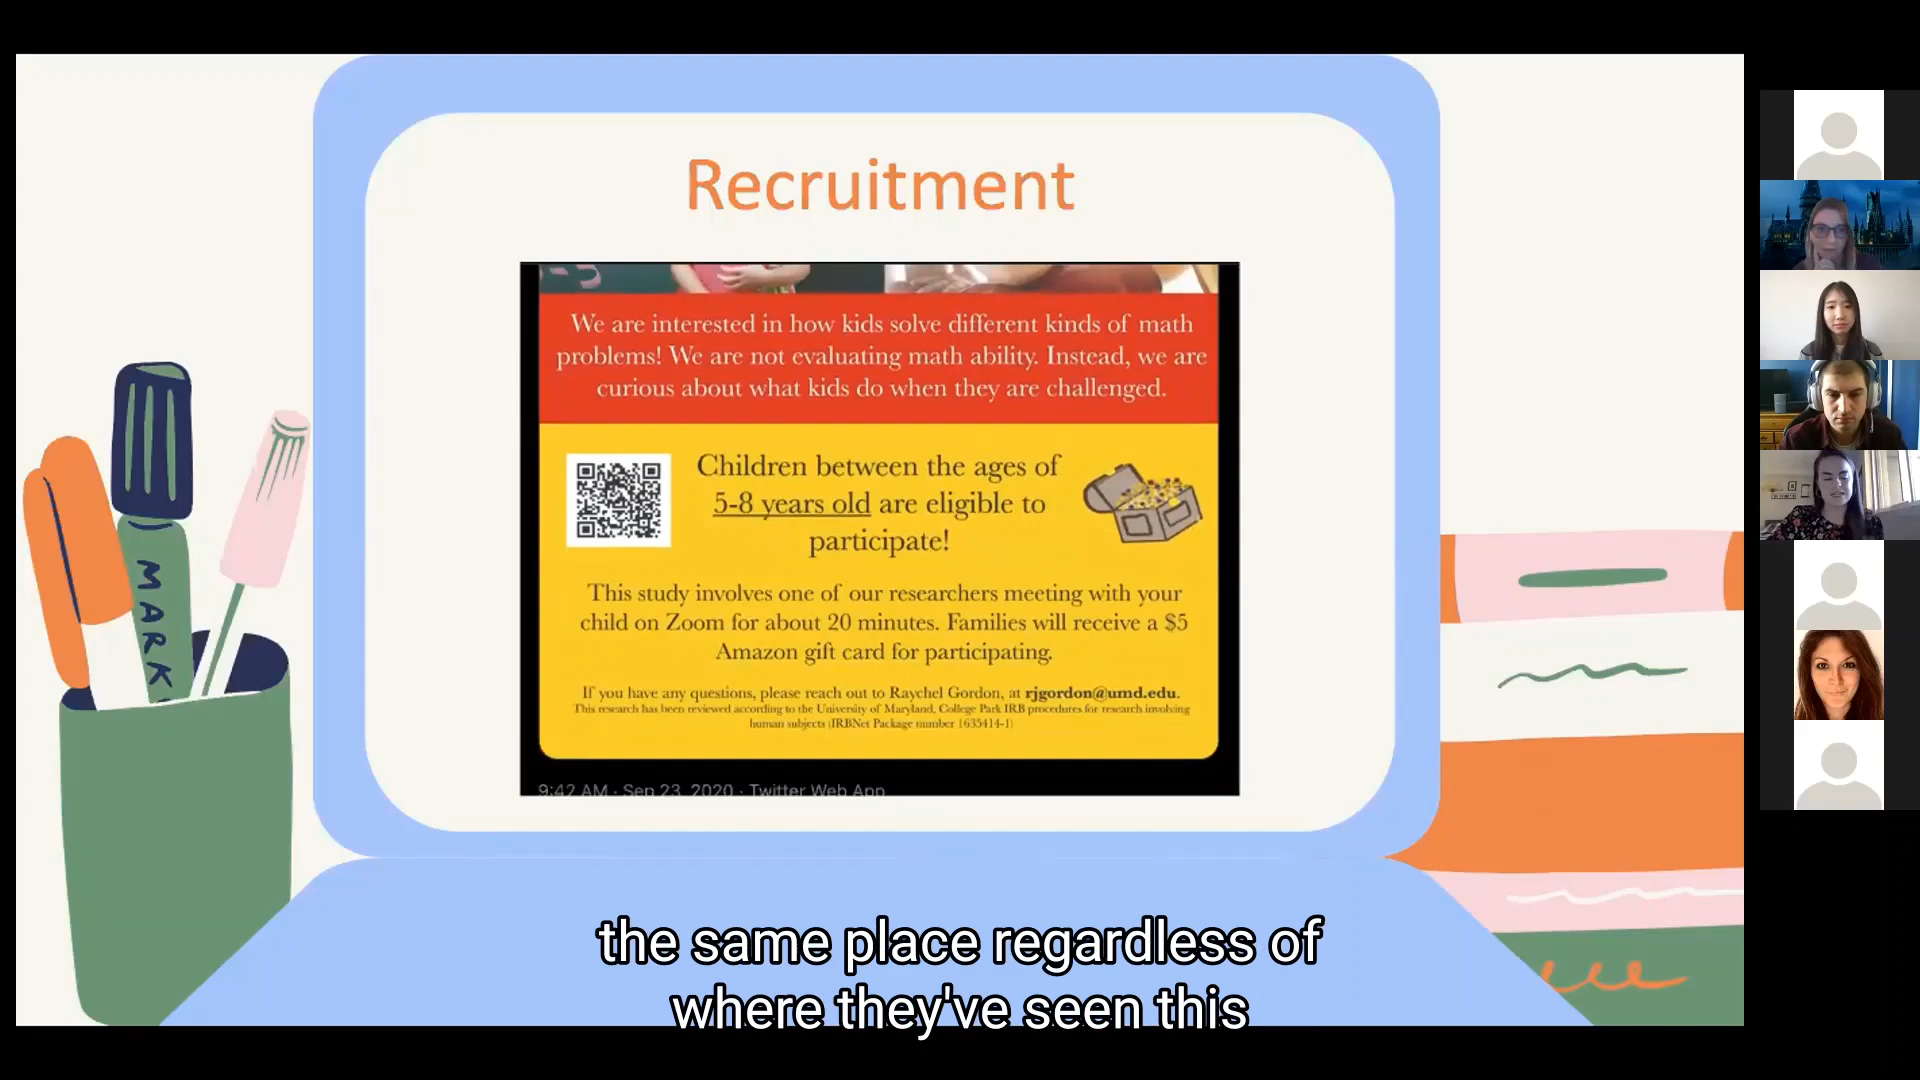 Recruitment
We are interested in how kids solve different kinds of math
problems! We are not evaluating math ability. Instead, we are
curious about what kids do when they are challenged.
Children between the ages of
5-8 years old are eligible to
participate!
This study involves one of our researchers meeting with your
child on Zoom for about 20 minutes. Families will receive a $5
Amazon gift card for participating.
If you have any questions, please reach out to Raychel Gordon, at rjgordon@umd.edu.
This research has been reviewed according to the University of Maryland, College Park IRB procedures for research involving
human subjects (IRBNet Package number 1635414-1)
9:42 AM · Sep 23, 2020 · Twitter Web App
MARK
the same place regardless of
where they've seen this